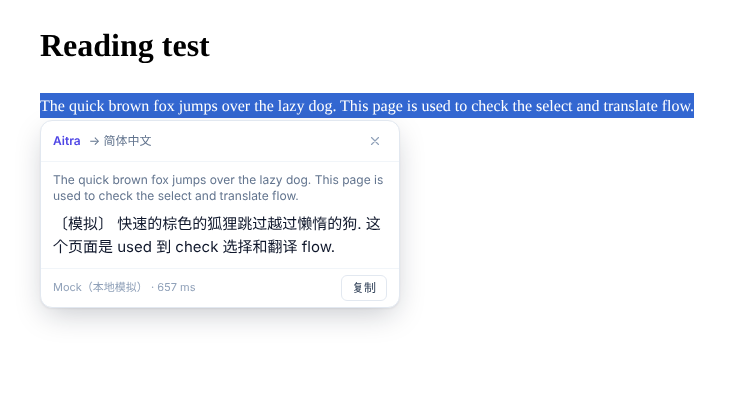 Reading test
The quick brown fox jumps over the lazy dog. This page is used to check the select and translate flow.
Aitra → 简体中文 ×
The quick brown fox jumps over the lazy dog. This page is
used to check the select and translate flow.
〔模拟〕 快速的棕色的狐狸跳过越过懒惰的狗. 这
个页面是 used 到 check 选择和翻译 flow.
Mock（本地模拟） · 657 ms 复制